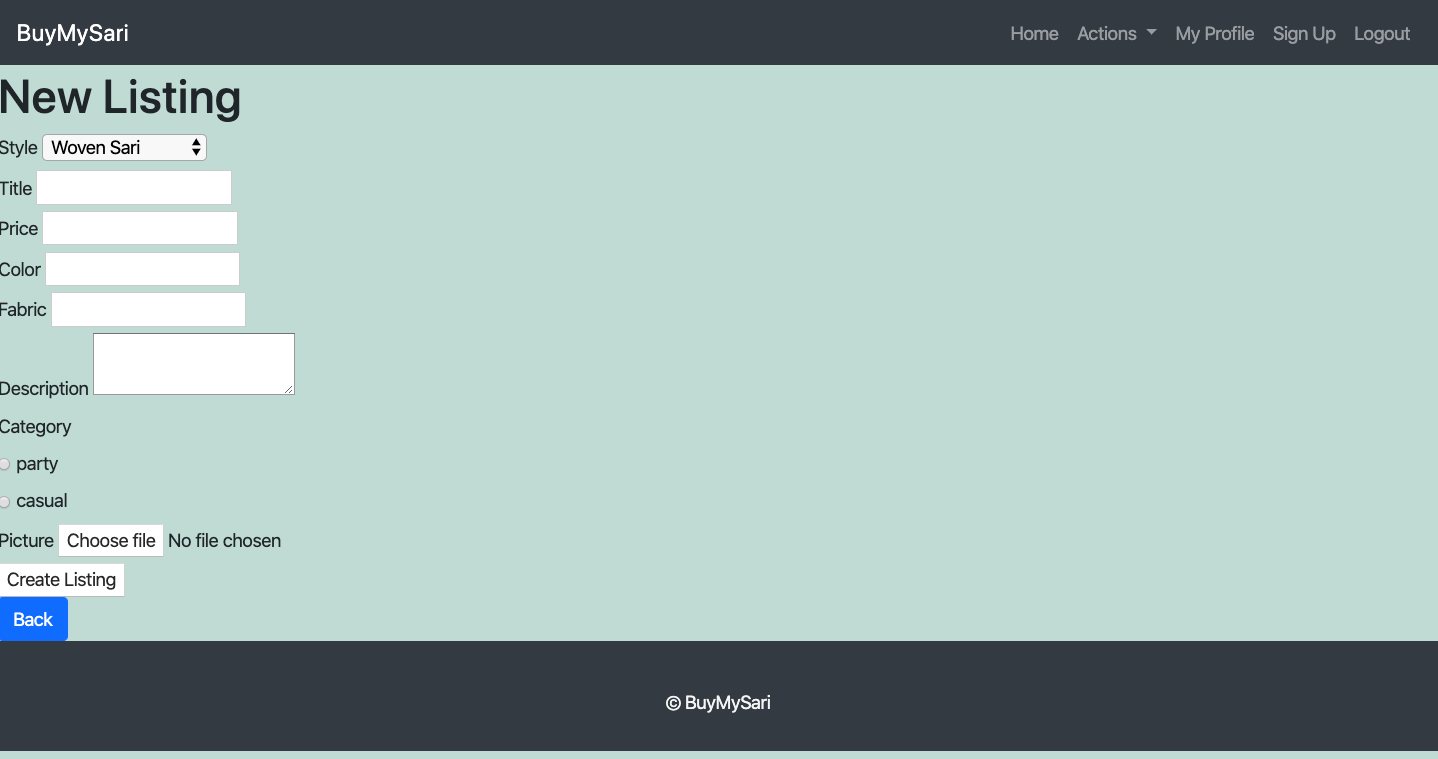 BuyMySari Home Actions My Profile Sign Up Logout
New Listing
Style Woven Sari
Title
Price
Color
Fabric
Description
Category
party
casual
Picture Choose file No file chosen
Create Listing
Back
© BuyMySari